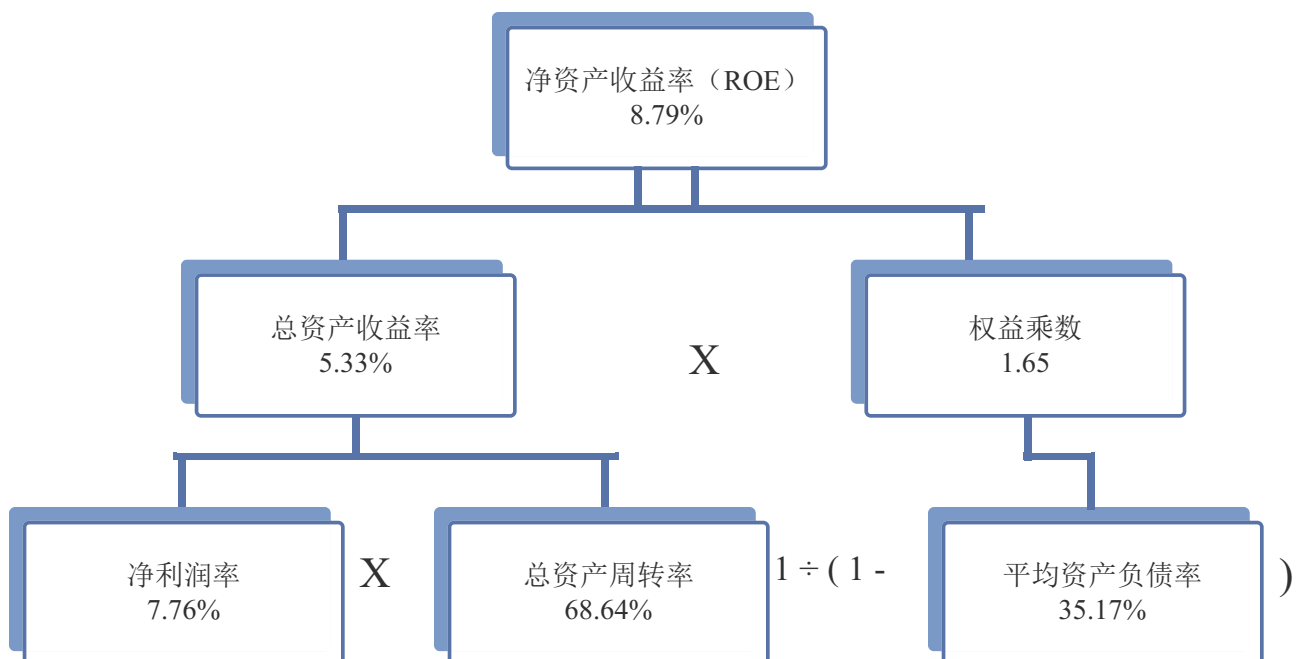 净资产收益率（ROE）
8.79%
总资产收益率
5.33%
X
权益乘数
1.65
净利润率
7.76%
X
总资产周转率
68.64%
1 ÷ ( 1 -
平均资产负债率
35.17%
)